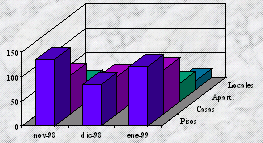 150
100
50
0
nov-98
dic-98
ene-99
Pisos
Casas
Apart.
Locales